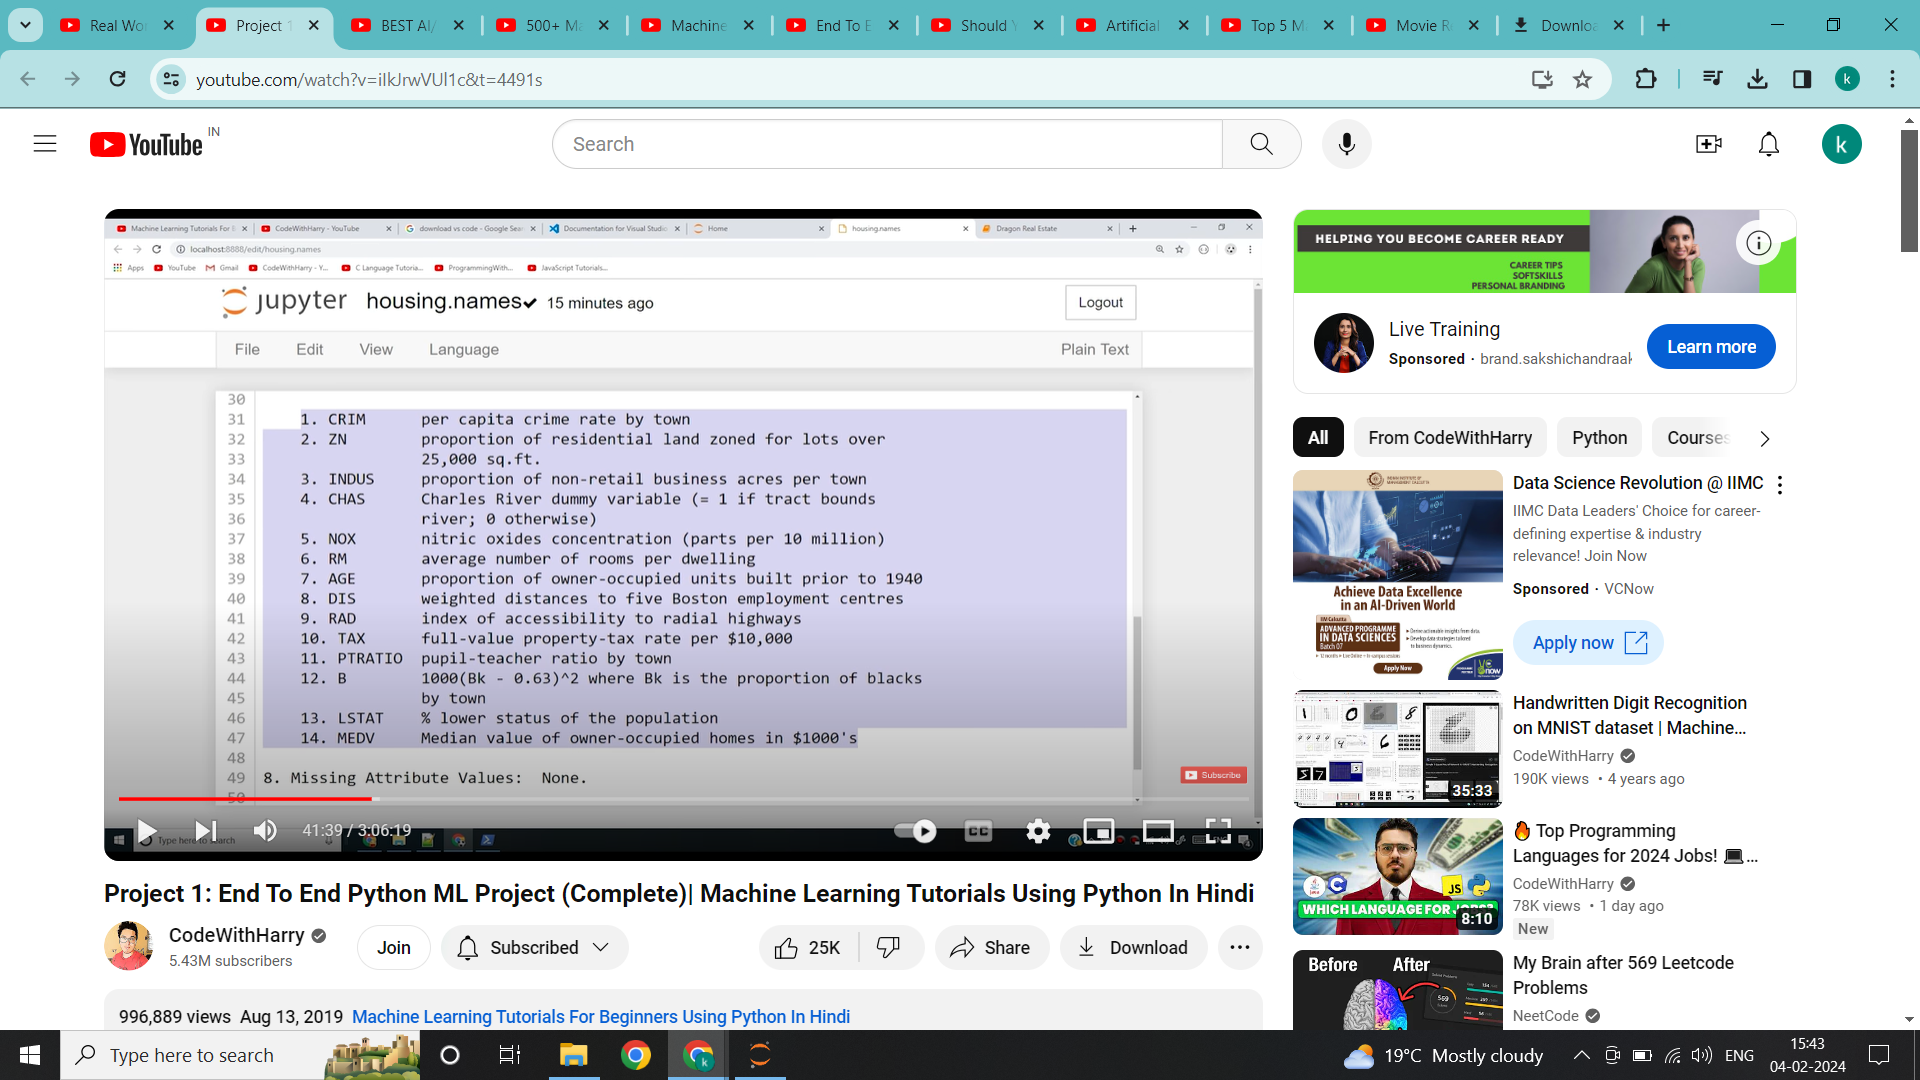 Real Wor
Project 1
BEST AI/
500+ Ma
Machine
End To E
Should Y
Artificial
Top 5 M
Movie Re
Downloa
youtube.com/watch?v=iIkJrwVUl1c&t=4491s
k
YouTube IN
Search
k
Machine Learning Tutorials For B
CodeWithHarry - YouTube
download vs code - Google Sear
Documentation for Visual Studio
Home
housing.names
Dragon Real Estate
localhost:8888/edit/housing.names
Apps YouTube Gmail CodeWithHarry - Y... C Language Tutoria... ProgrammingWith... JavaScript Tutorials...
jupyter housing.names 15 minutes ago
Logout
File Edit View Language Plain Text
30
31 1. CRIM per capita crime rate by town
32 2. ZN proportion of residential land zoned for lots over
33 25,000 sq.ft.
34 3. INDUS proportion of non-retail business acres per town
35 4. CHAS Charles River dummy variable (= 1 if tract bounds
36 river; 0 otherwise)
37 5. NOX nitric oxides concentration (parts per 10 million)
38 6. RM average number of rooms per dwelling
39 7. AGE proportion of owner-occupied units built prior to 1940
40 8. DIS weighted distances to five Boston employment centres
41 9. RAD index of accessibility to radial highways
42 10. TAX full-value property-tax rate per $10,000
43 11. PTRATIO pupil-teacher ratio by town
44 12. B 1000(Bk - 0.63)^2 where Bk is the proportion of blacks
45 by town
46 13. LSTAT % lower status of the population
47 14. MEDV Median value of owner-occupied homes in $1000's
48
49 8. Missing Attribute Values: None.
50
Subscribe
41:39 / 3:06:19
CC
Type here to search
Project 1: End To End Python ML Project (Complete)| Machine Learning Tutorials Using Python In Hindi
CodeWithHarry
5.43M subscribers
Join
Subscribed
25K
Share
Download
996,889 views Aug 13, 2019 Machine Learning Tutorials For Beginners Using Python In Hindi
HELPING YOU BECOME CAREER READY
CAREER TIPS
SOFTSKILLS
PERSONAL BRANDING
Live Training
Sponsored · brand.sakshichandraak
Learn more
All
From CodeWithHarry
Python
Courses
Data Science Revolution @ IIMC
IIMC Data Leaders' Choice for career-
defining expertise & industry
relevance! Join Now
Sponsored · VCNow
Apply now
Achieve Data Excellence
in an AI-Driven World
IIM Calcutta
ADVANCED PROGRAMME
IN DATA SCIENCES
Batch 07
Apply Now
Handwritten Digit Recognition
on MNIST dataset | Machine...
CodeWithHarry
190K views • 4 years ago
35:33
🔥 Top Programming
Languages for 2024 Jobs! 💻...
CodeWithHarry
78K views • 1 day ago
New
WHICH LANGUAGE FOR JOBS?
JS
8:10
My Brain after 569 Leetcode
Problems
NeetCode
Before After
569
Type here to search
19°C Mostly cloudy
ENG
15:43
04-02-2024